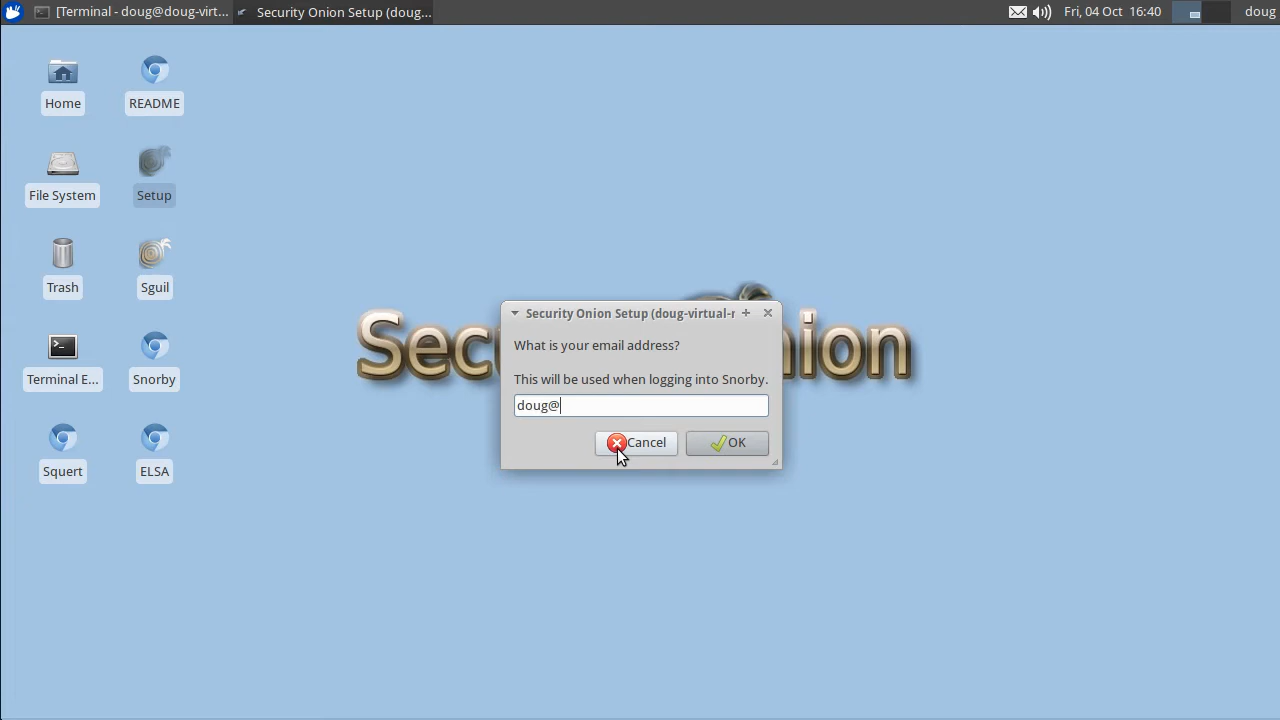 [Terminal - doug@doug-virt...
Security Onion Setup (doug...
Fri, 04 Oct 16:40
doug
Home
README
File System
Setup
Trash
Sguil
Terminal E...
Snorby
Squert
ELSA
Security Onion Setup (doug-virtual-r
What is your email address?
This will be used when logging into Snorby.
doug@
Cancel
OK
Sec
nion